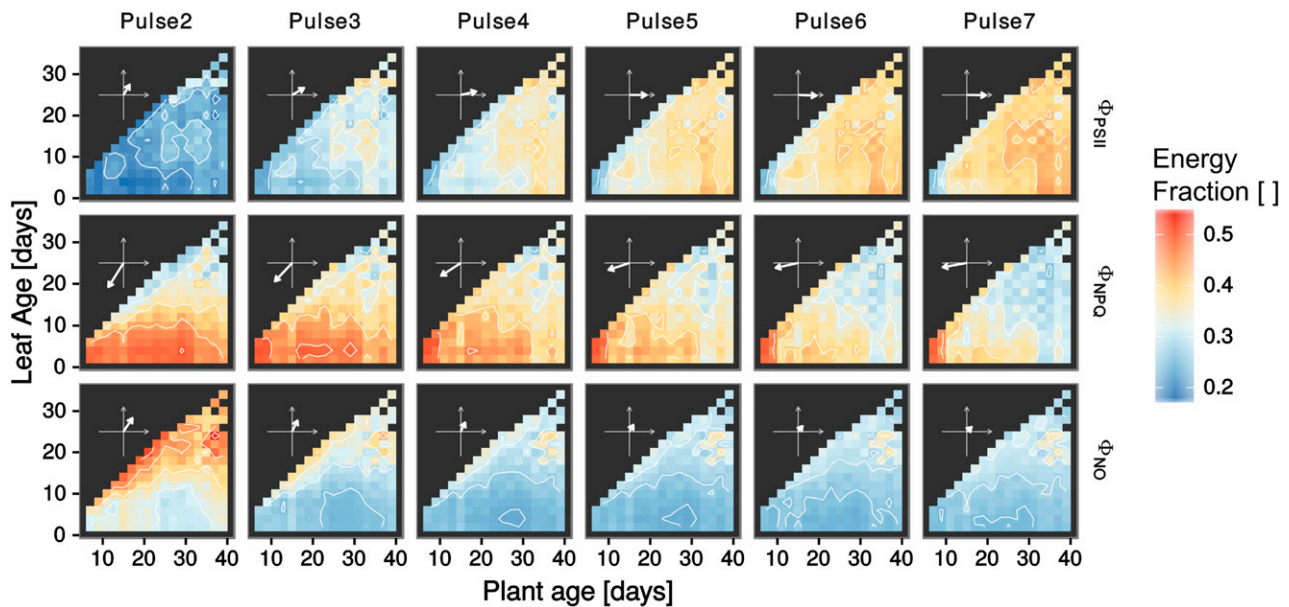 Pulse2 Pulse3 Pulse4 Pulse5 Pulse6 Pulse7
30
20
10
0
ΦPSII
30
20
10
0
ΦNPQ
30
20
10
0
ΦNO
Leaf Age [days]
10 20 30 40 10 20 30 40 10 20 30 40 10 20 30 40 10 20 30 40 10 20 30 40
Plant age [days]
Energy
Fraction [ ]
0.5
0.4
0.3
0.2